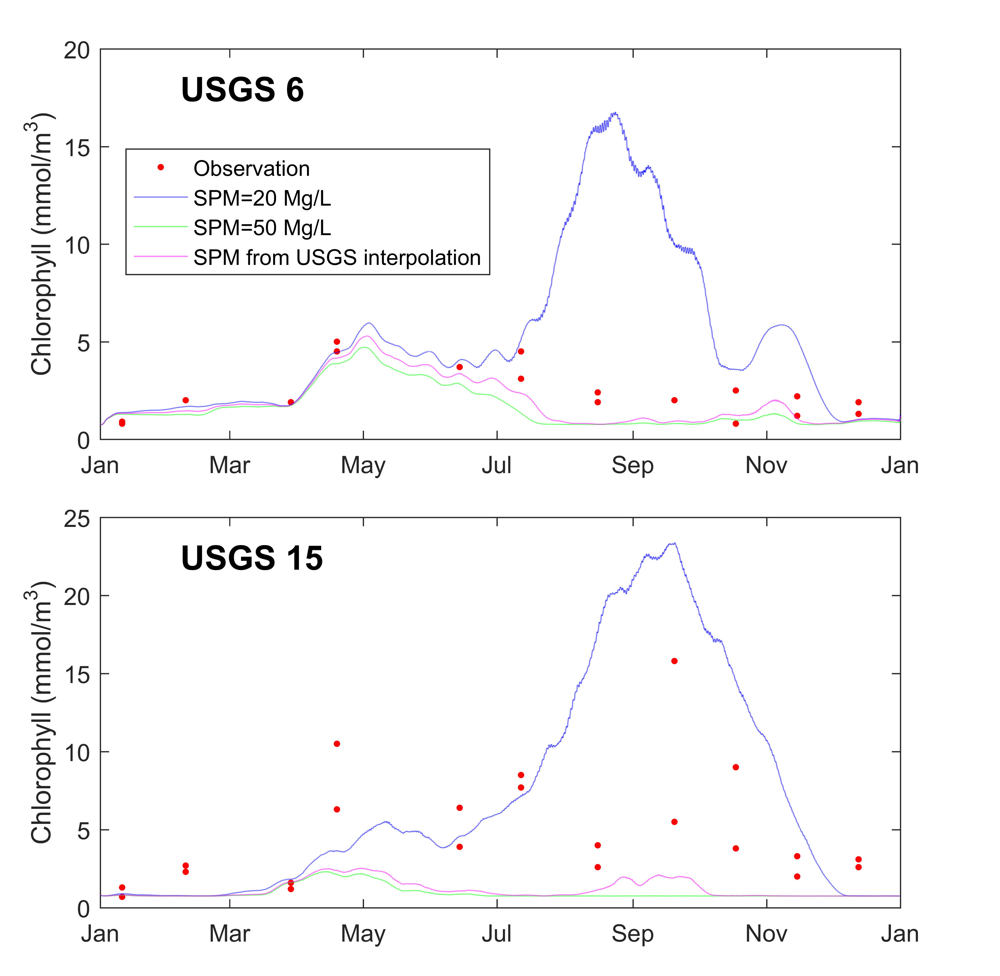 20
15
10
5
0
Chlorophyll (mmol/m³)
USGS 6
Observation
SPM=20 Mg/L
SPM=50 Mg/L
SPM from USGS interpolation
Jan Mar May Jul Sep Nov Jan
25
20
15
10
5
0
Chlorophyll (mmol/m³)
USGS 15
Jan Mar May Jul Sep Nov Jan